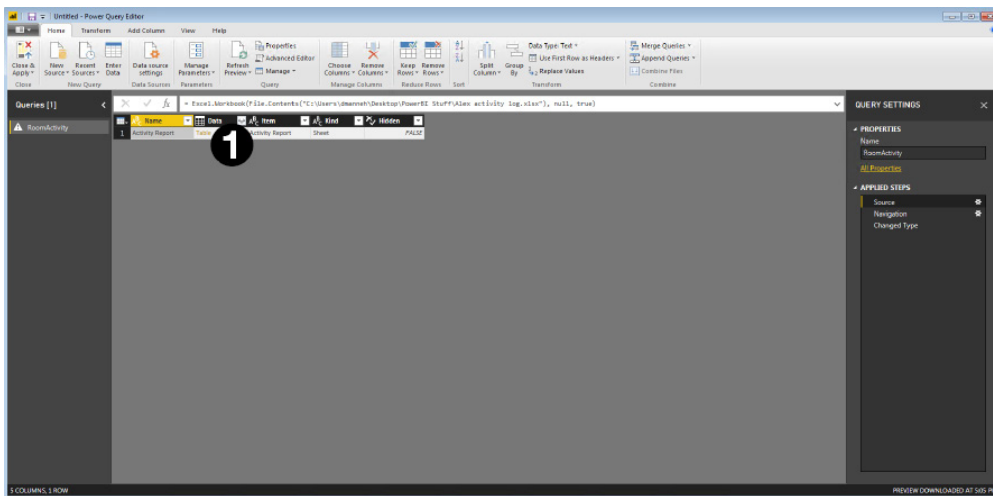 Untitled - Power Query Editor
Home Transform Add Column View Help
Close & Apply
New Source
Recent Sources
Enter Data
Data source settings
Manage Parameters
Refresh Preview
Properties
Advanced Editor
Manage
Choose Columns
Remove Columns
Keep Rows
Remove Rows
Split Column
Group By
Data Type: Text
Use First Row as Headers
Replace Values
Merge Queries
Append Queries
Combine Files
Close New Query Data Sources Parameters Query Manage Columns Reduce Rows Sort Transform Combine
Queries [1]
RoomActivity
= Excel.Workbook(File.Contents("C:\Users\dmanneh\Desktop\PowerBI Stuff\Alex activity log.xlsx"), null, true)
Name Data Item Kind Hidden
1 Activity Report Table Activity Report Sheet FALSE
1
QUERY SETTINGS
PROPERTIES
Name
RoomActivity
All Properties
APPLIED STEPS
Source
Navigation
Changed Type
5 COLUMNS, 1 ROW
PREVIEW DOWNLOADED AT 5:05